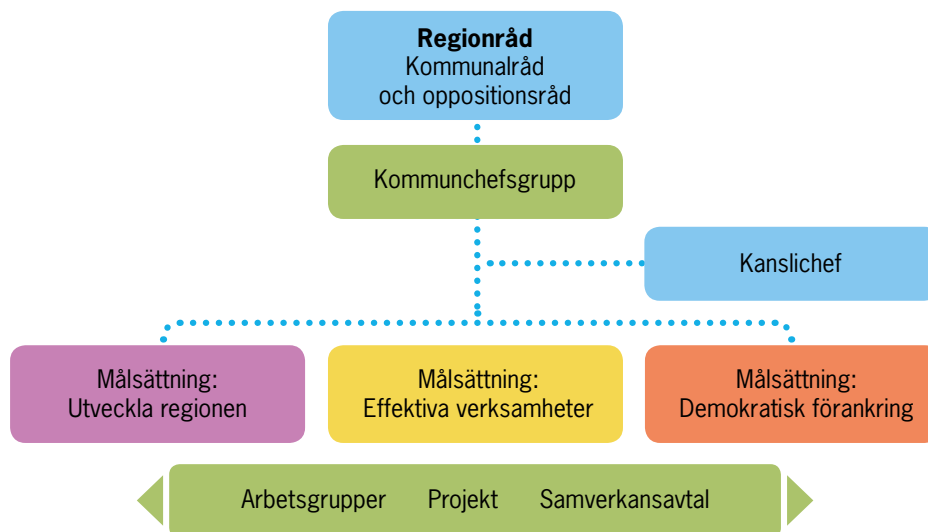 Regionråd
Kommunalråd
och oppositionsråd
Kommunchefsgrupp
Kanslichef
Målsättning:
Utveckla regionen
Målsättning:
Effektiva verksamheter
Målsättning:
Demokratisk förankring
Arbetsgrupper Projekt Samverkansavtal